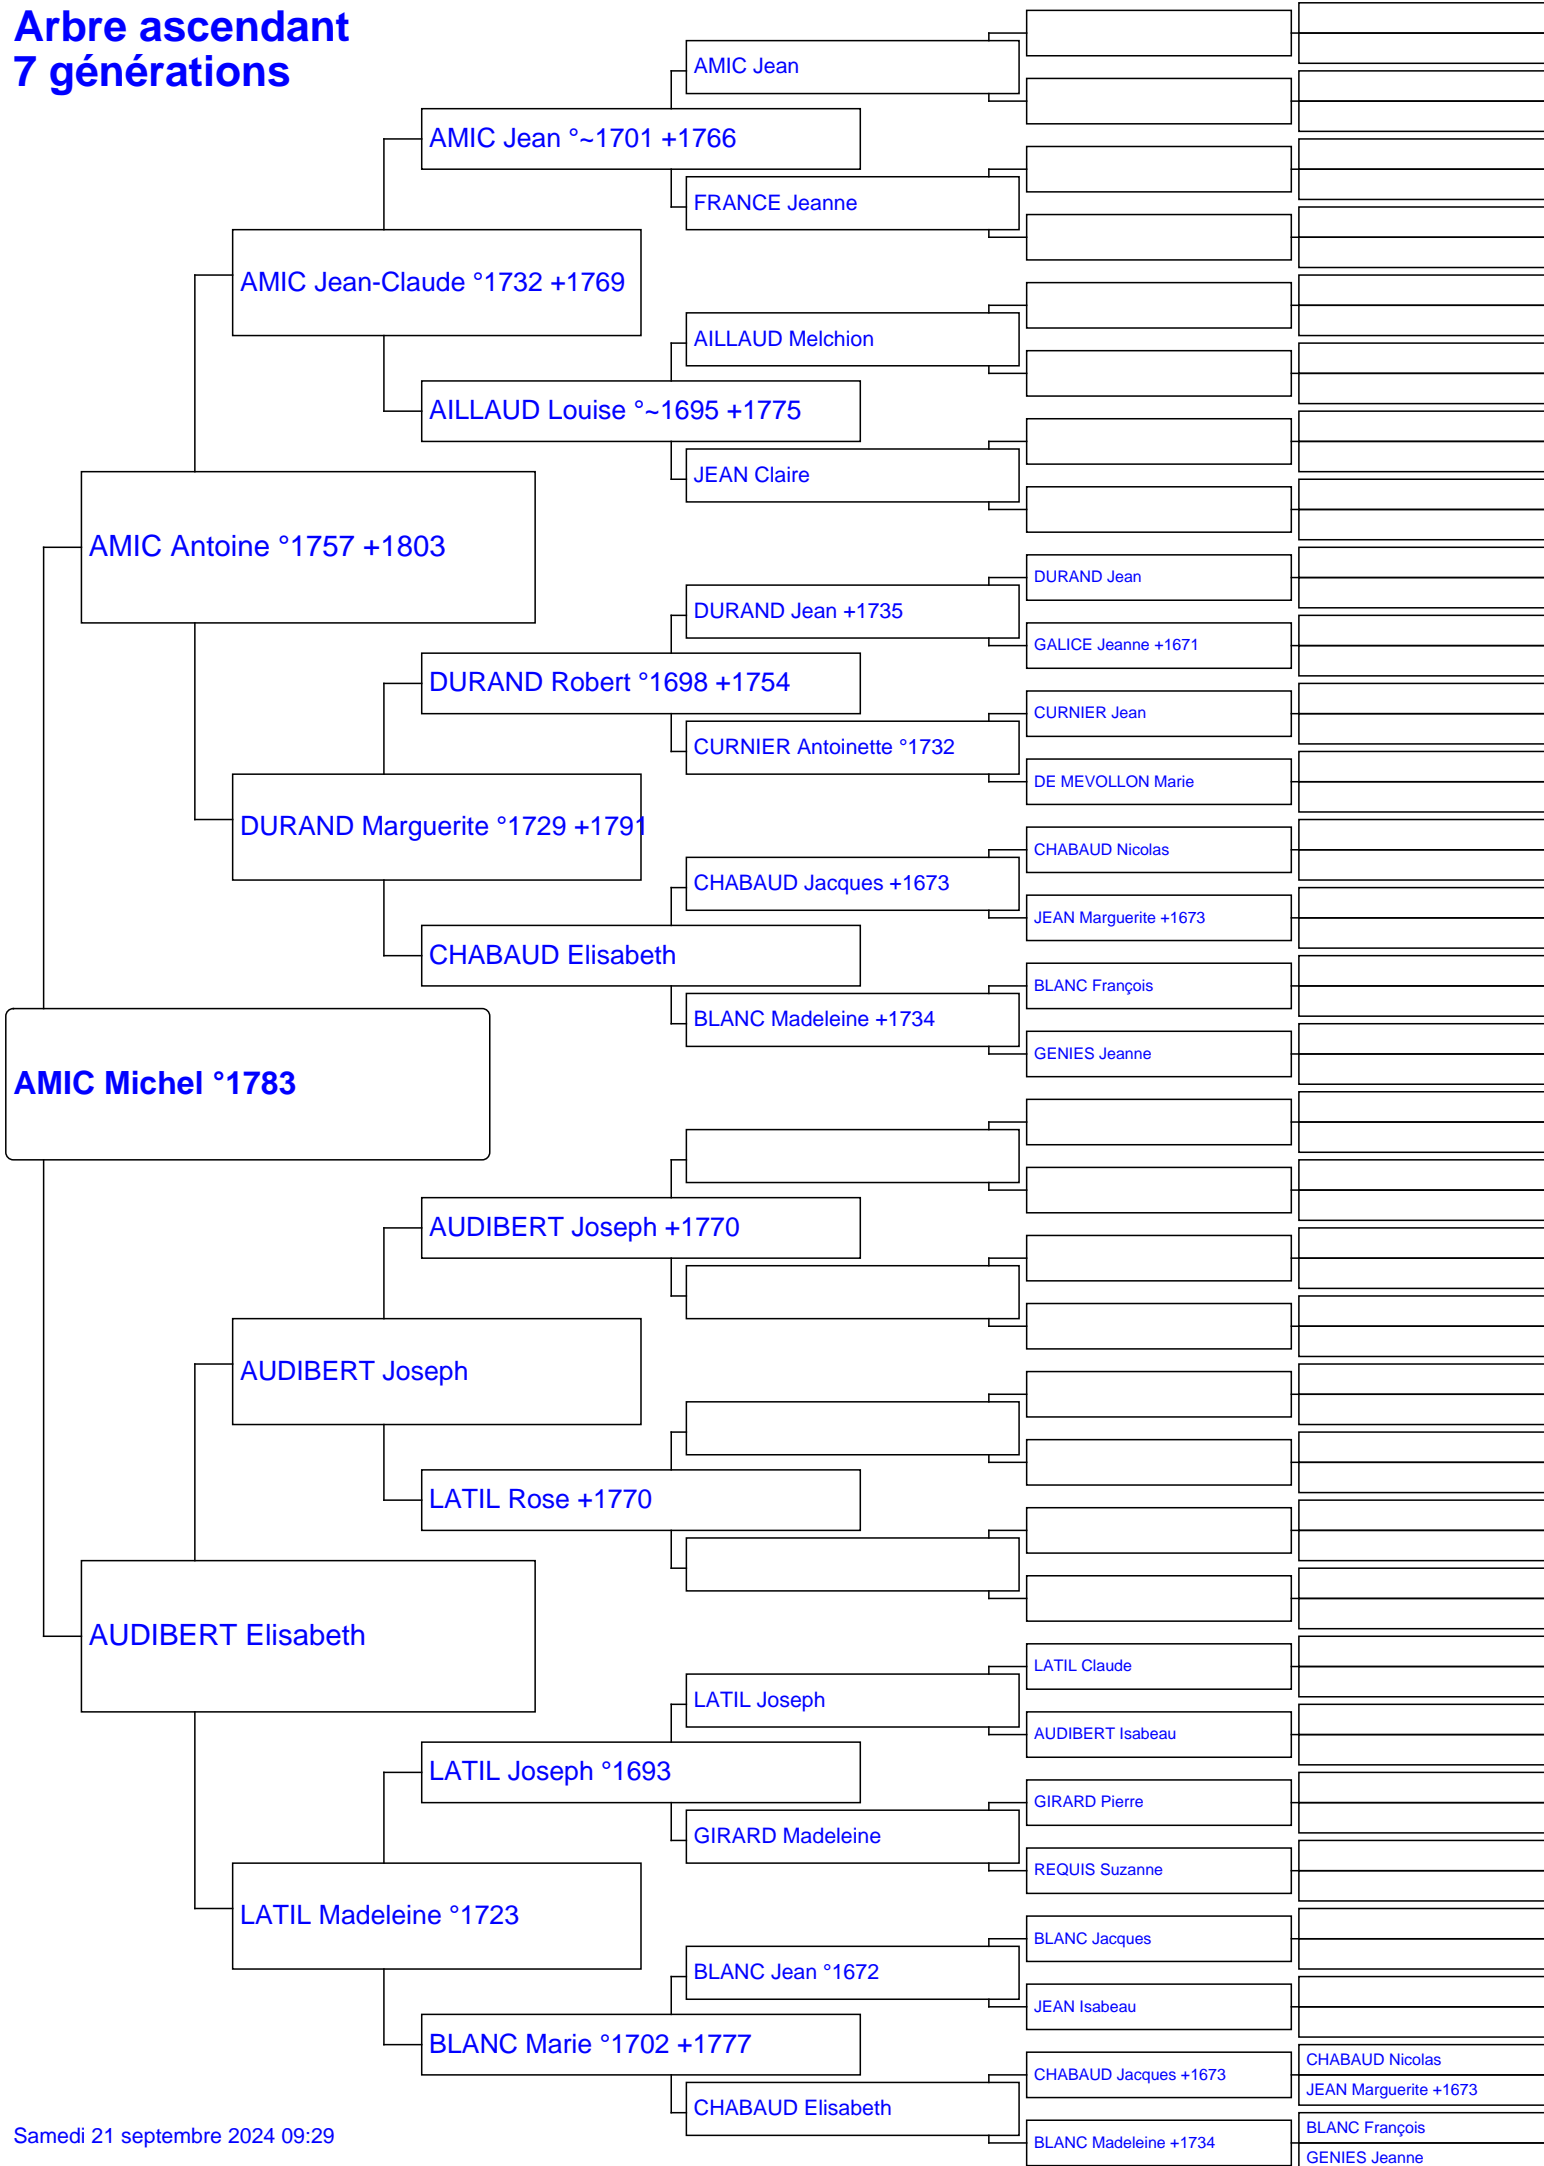 Arbre ascendant
7 générations
AMIC Jean
AMIC Jean °~1701 +1766
FRANCE Jeanne
AMIC Jean-Claude °1732 +1769
AILLAUD Melchion
AILLAUD Louise °~1695 +1775
JEAN Claire
AMIC Antoine °1757 +1803
DURAND Jean
DURAND Jean +1735
GALICE Jeanne +1671
DURAND Robert °1698 +1754
CURNIER Jean
CURNIER Antoinette °1732
DE MEVOLLON Marie
DURAND Marguerite °1729 +1791
CHABAUD Nicolas
CHABAUD Jacques +1673
JEAN Marguerite +1673
CHABAUD Elisabeth
BLANC François
BLANC Madeleine +1734
GENIES Jeanne
AMIC Michel °1783
AUDIBERT Joseph +1770
AUDIBERT Joseph
LATIL Rose +1770
AUDIBERT Elisabeth
LATIL Claude
LATIL Joseph
AUDIBERT Isabeau
LATIL Joseph °1693
GIRARD Pierre
GIRARD Madeleine
REQUIS Suzanne
LATIL Madeleine °1723
BLANC Jacques
BLANC Jean °1672
JEAN Isabeau
BLANC Marie °1702 +1777
CHABAUD Nicolas
CHABAUD Jacques +1673
JEAN Marguerite +1673
CHABAUD Elisabeth
BLANC François
BLANC Madeleine +1734
GENIES Jeanne
Samedi 21 septembre 2024 09:29